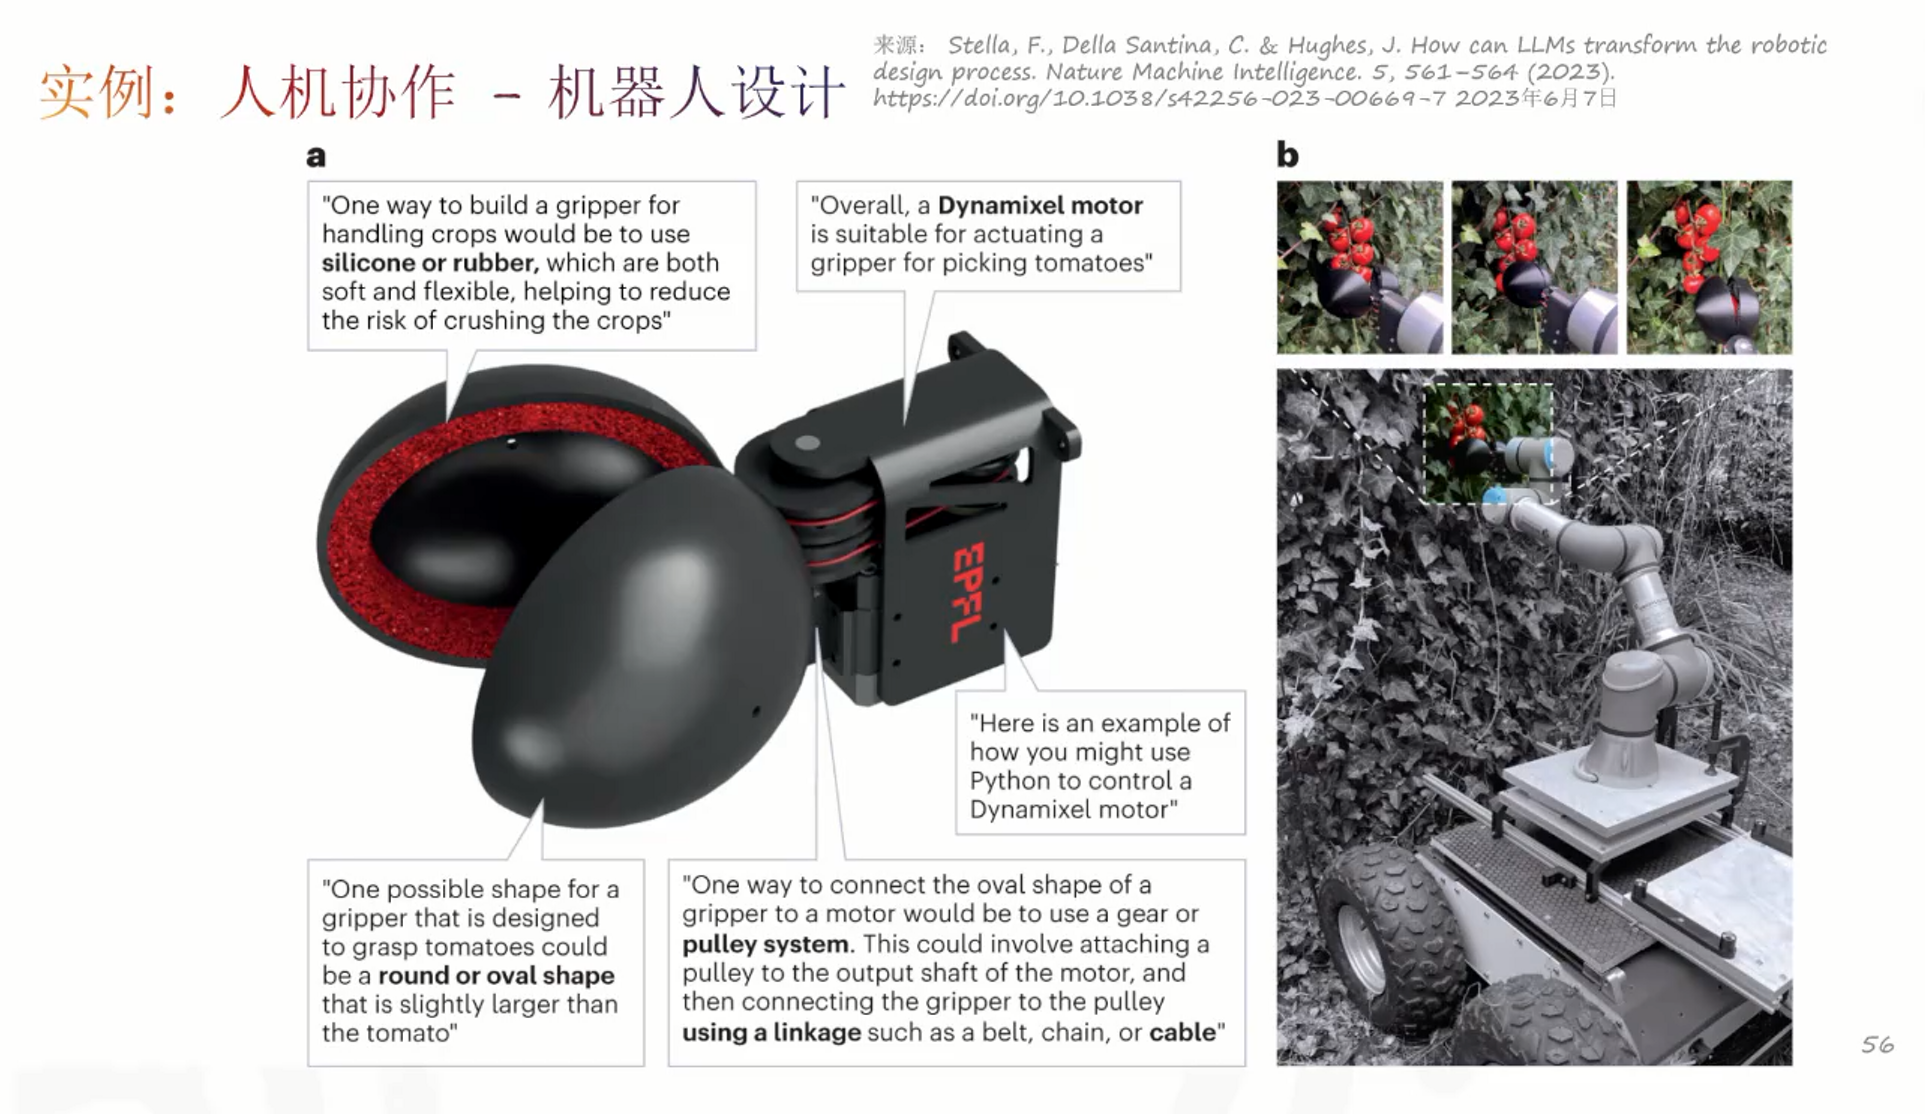 实例：人机协作 - 机器人设计
来源： Stella, F., Della Santina, C. & Hughes, J. How can LLMs transform the robotic
design process. Nature Machine Intelligence. 5, 561–564 (2023).
https://doi.org/10.1038/s42256-023-00669-7 2023年6月7日
a
"One way to build a gripper for
handling crops would be to use
silicone or rubber, which are both
soft and flexible, helping to reduce
the risk of crushing the crops"
"Overall, a Dynamixel motor
is suitable for actuating a
gripper for picking tomatoes"
EPFL
"Here is an example of
how you might use
Python to control a
Dynamixel motor"
"One possible shape for a
gripper that is designed
to grasp tomatoes could
be a round or oval shape
that is slightly larger than
the tomato"
"One way to connect the oval shape of a
gripper to a motor would be to use a gear or
pulley system. This could involve attaching a
pulley to the output shaft of the motor, and
then connecting the gripper to the pulley
using a linkage such as a belt, chain, or cable"
b
56